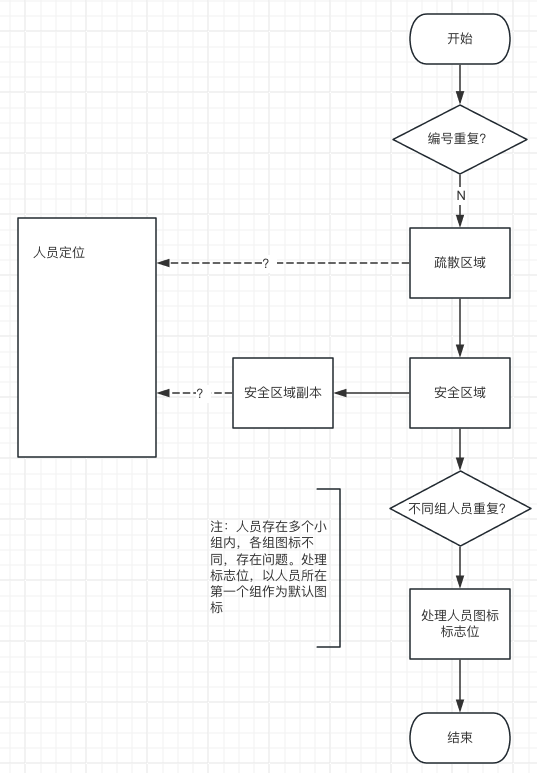 开始
编号重复?
N
人员定位
?
疏散区域
?
安全区域副本
安全区域
不同组人员重复?
注：人员存在多个小
组内，各组图标不
同，存在问题。处理
标志位，以人员所在
第一个组作为默认图
标
处理人员图标
标志位
结束